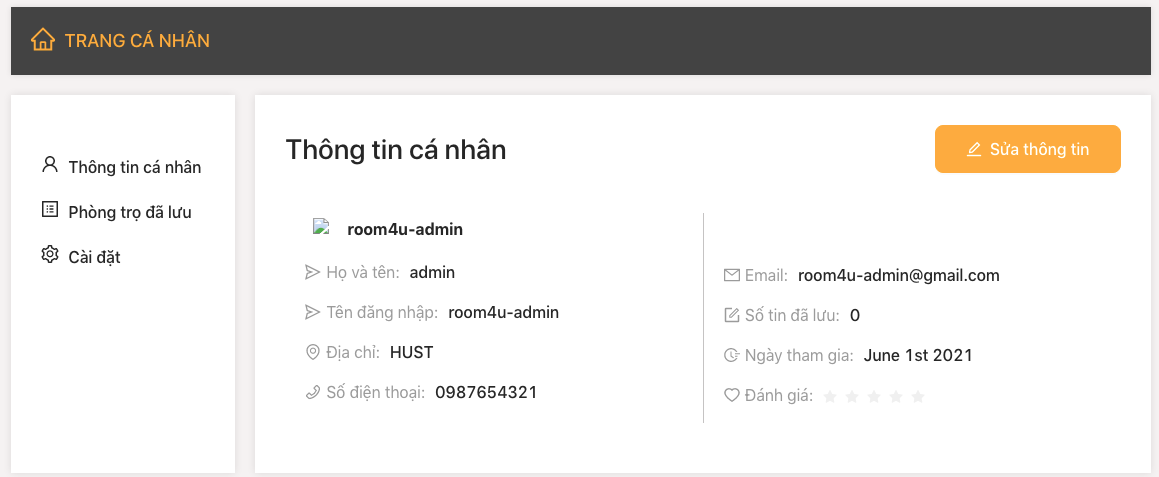 TRANG CÁ NHÂN
Thông tin cá nhân
Phòng trọ đã lưu
Cài đặt
Thông tin cá nhân
Sửa thông tin
room4u-admin
Họ và tên: admin
Tên đăng nhập: room4u-admin
Địa chỉ: HUST
Số điện thoại: 0987654321
Email: room4u-admin@gmail.com
Số tin đã lưu: 0
Ngày tham gia: June 1st 2021
Đánh giá: